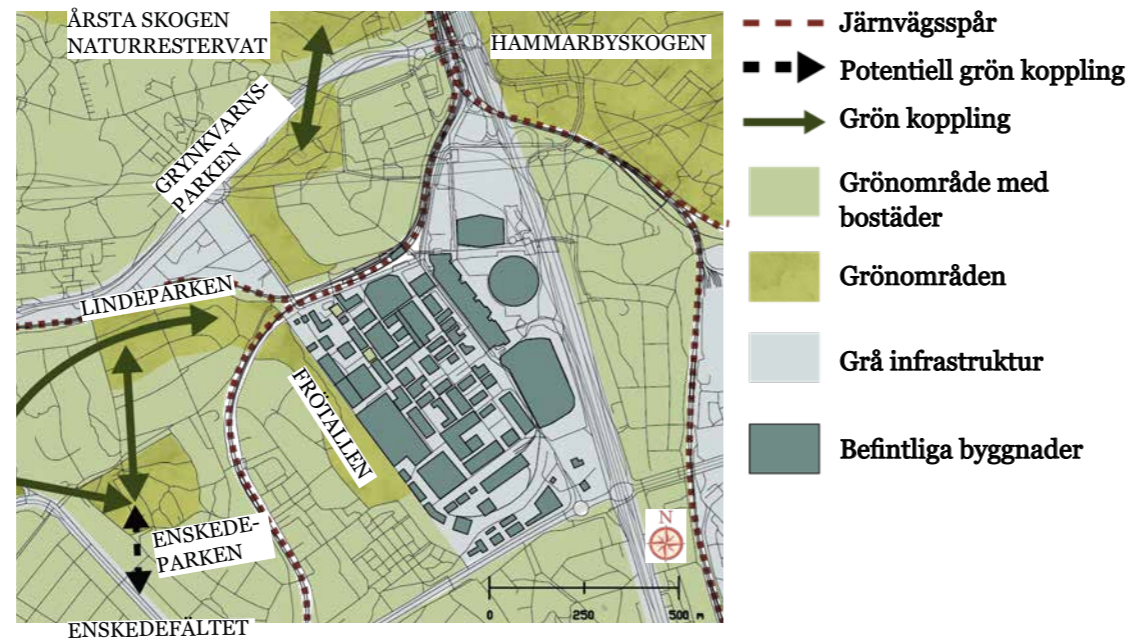 ÅRSTA SKOGEN
NATURRESTERVAT
HAMMARBYSKOGEN
GRYNKVARNS-
PARKEN
LINDEPARKEN
FRÖTALLEN
ENSKEDE-
PARKEN
ENSKEDEFÄLTET
N
0 250 500 m
Järnvägsspår
Potentiell grön koppling
Grön koppling
Grönområde med
bostäder
Grönområden
Grå infrastruktur
Befintliga byggnader